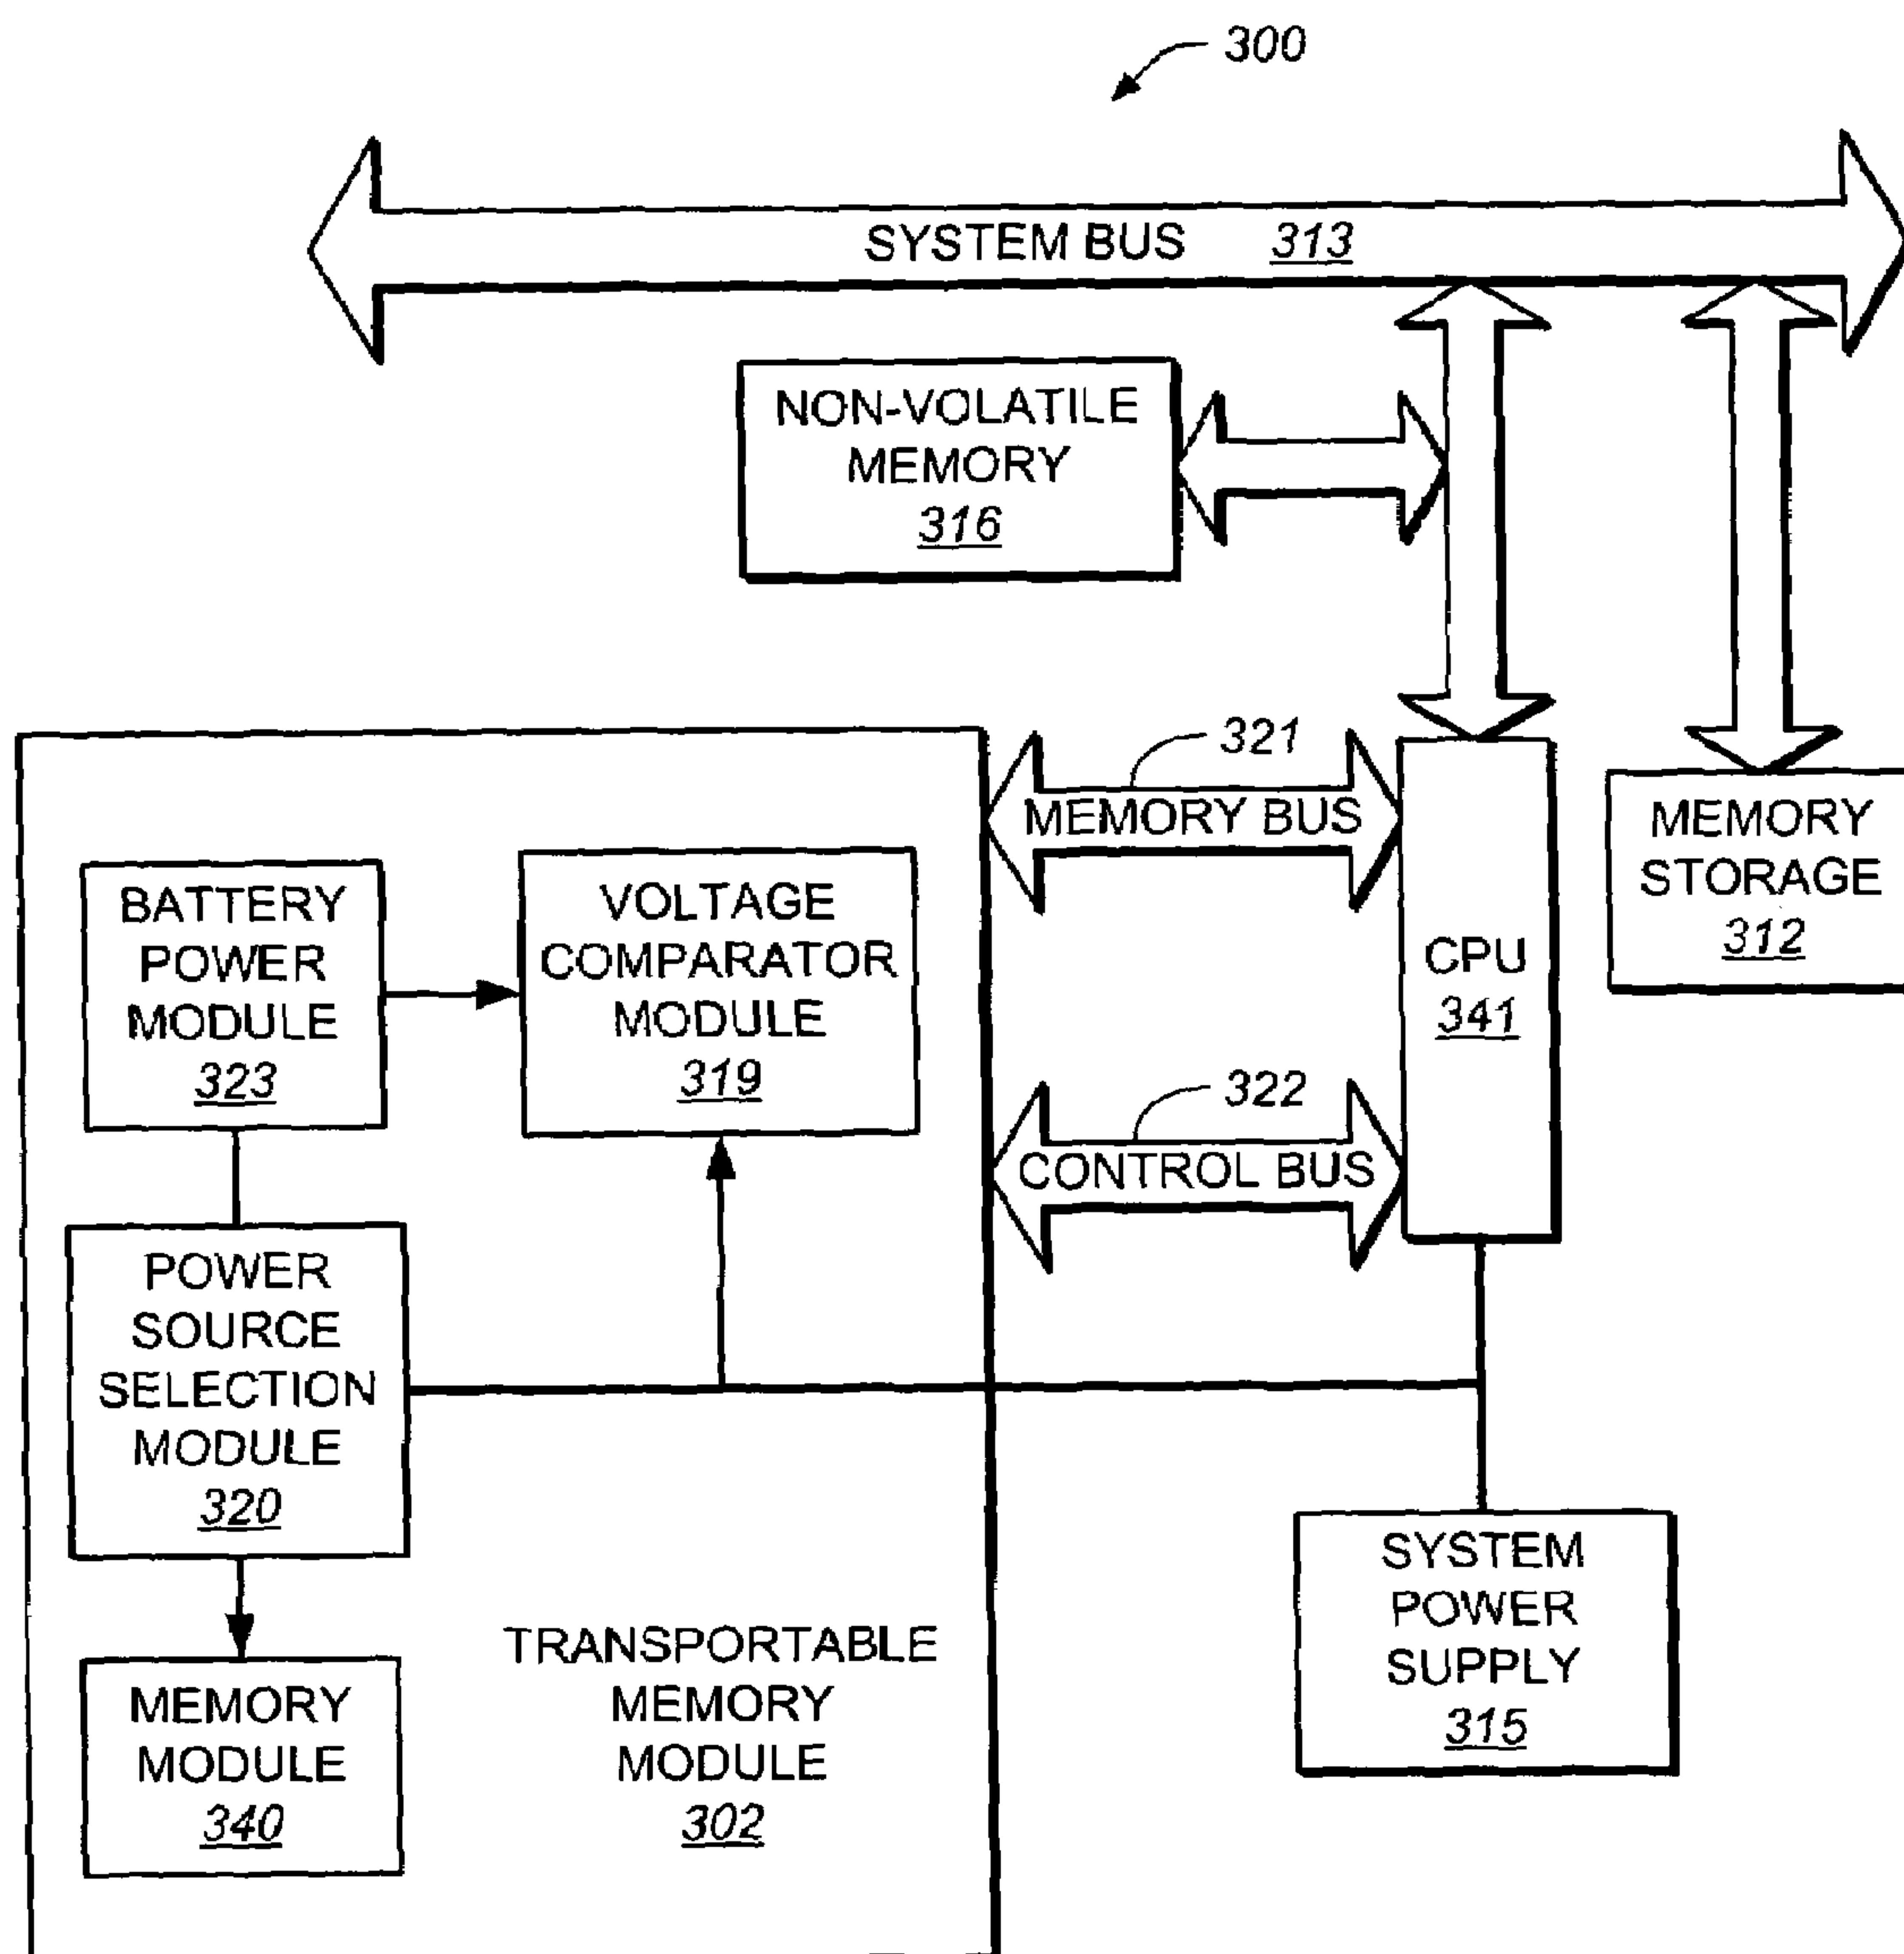 300
SYSTEM BUS 313
NON-VOLATILE
MEMORY
316
321
MEMORY BUS
MEMORY
STORAGE
312
BATTERY
POWER
MODULE
323
VOLTAGE
COMPARATOR
MODULE
319
CPU
341
322
CONTROL BUS
POWER
SOURCE
SELECTION
MODULE
320
SYSTEM
POWER
SUPPLY
315
TRANSPORTABLE
MEMORY
MODULE
302
MEMORY
MODULE
340